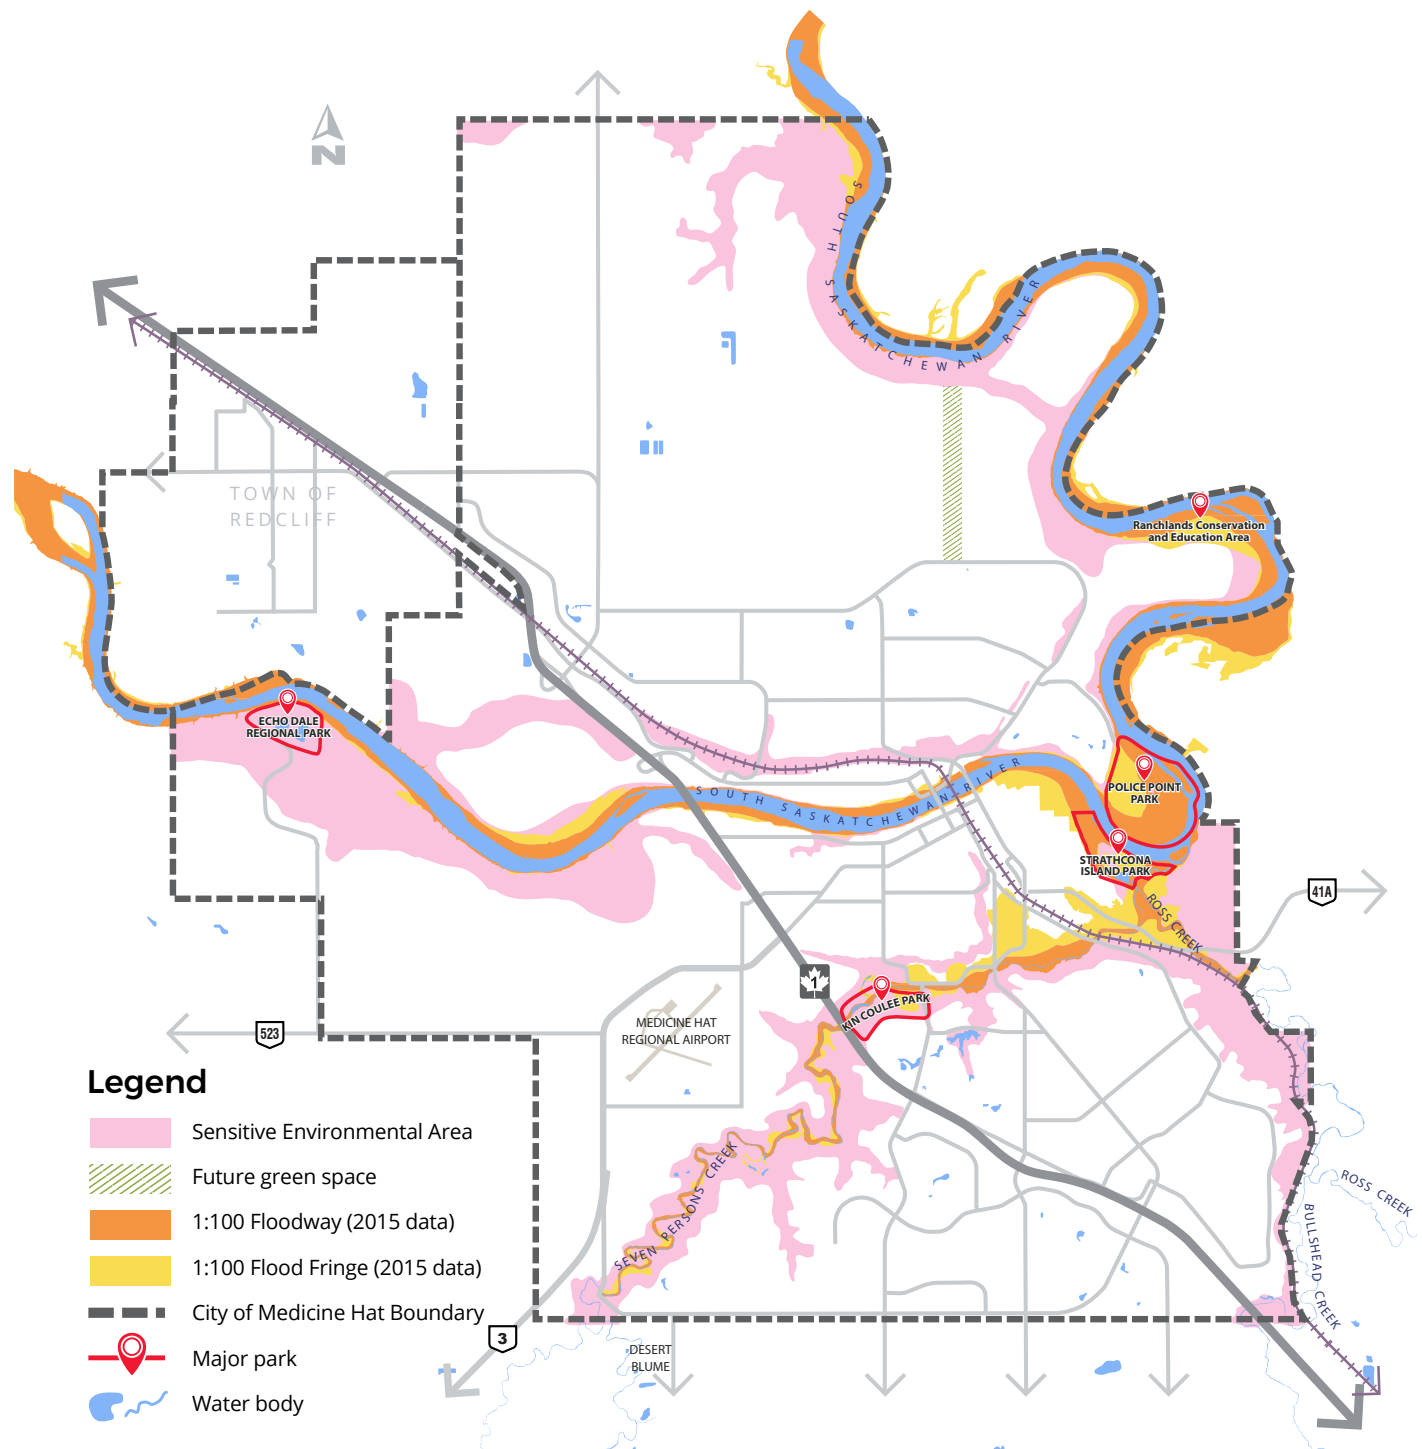 N
SOUTH SASKATCHEWAN RIVER
TOWN OF
REDCLIFF
Ranchlands Conservation
and Education Area
ECHO DALE
REGIONAL PARK
POLICE POINT
PARK
SOUTH SASKATCHEWAN RIVER
STRATHCONA
ISLAND PARK
41A
ROSS CREEK
1
KIN COULEE PARK
MEDICINE HAT
REGIONAL AIRPORT
523
Legend
Sensitive Environmental Area
Future green space
1:100 Floodway (2015 data)
1:100 Flood Fringe (2015 data)
City of Medicine Hat Boundary
Major park
Water body
SEVEN PERSONS CREEK
ROSS CREEK
BULLSHEAD CREEK
3
DESERT
BLUME